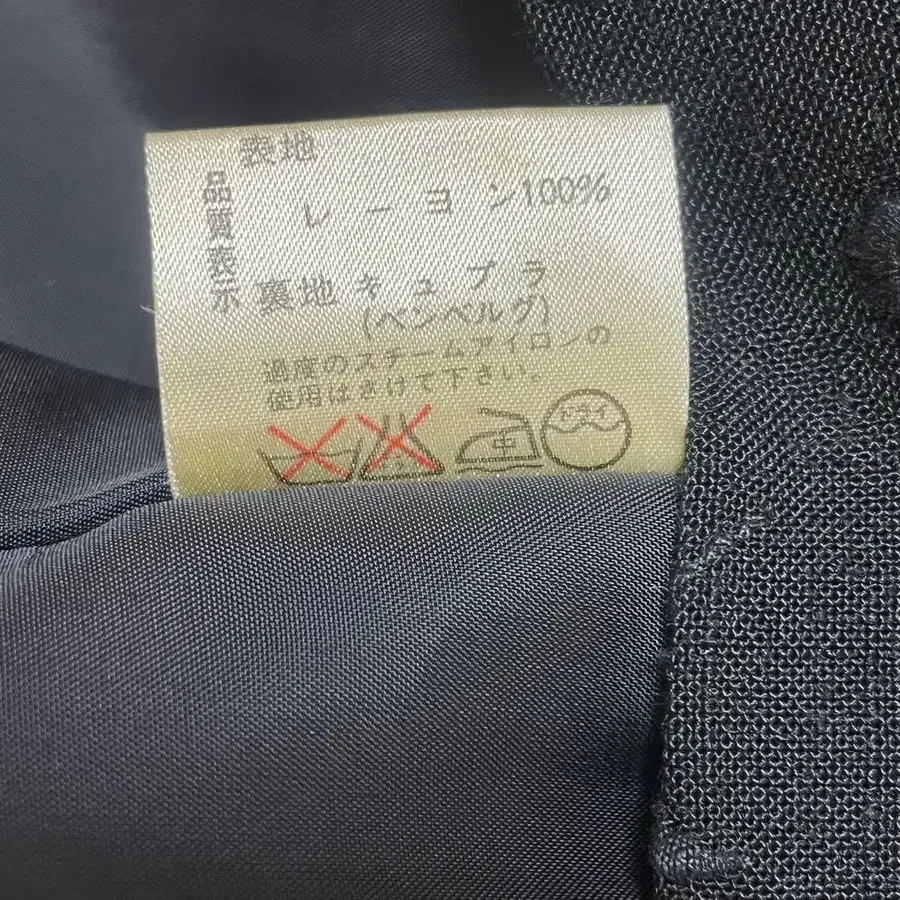 品質表示
表地
レーヨン100%
裏地 キュプラ
(ベンベルグ)
過度のスチームアイロンの
使用はさけて下さい。
中
ドライ